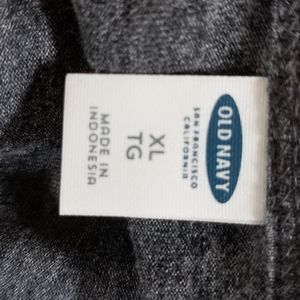 OLD NAVY
SAN FRANCISCO
CALIFORNIA
XL
TG
MADE IN
INDONESIA